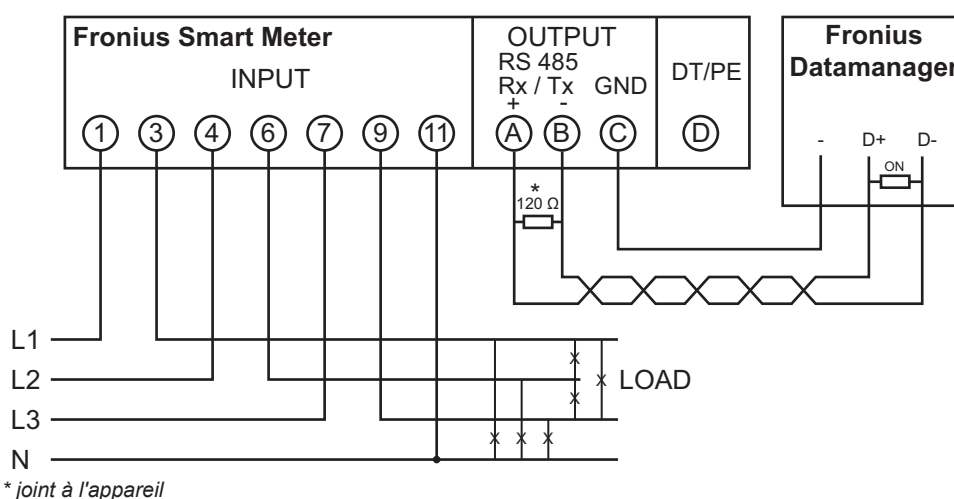 Fronius Smart Meter
INPUT
OUTPUT
RS 485
Rx / Tx GND
+ -
DT/PE
Fronius
Datamanager
1 3 4 6 7 9 11 A B C D
- D+ D-
ON
*
120 Ω
L1
L2
L3
N
LOAD
* joint à l'appareil